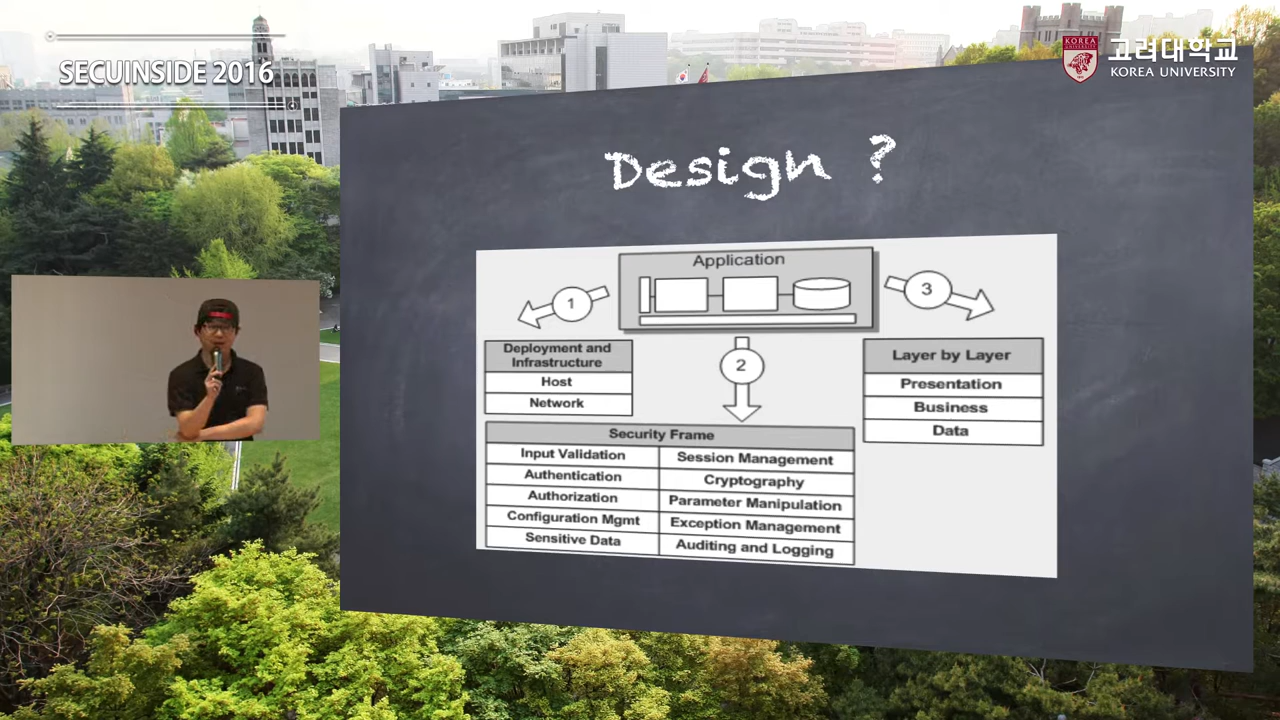 SECUINSIDE 2016
고려대학교
KOREA UNIVERSITY
KOREA
UNIVERSITY
Design ?
Application
1
2
3
Deployment and
Infrastructure
Host
Network
Layer by Layer
Presentation
Business
Data
Security Frame
Input Validation
Session Management
Authentication
Cryptography
Authorization
Parameter Manipulation
Configuration Mgmt
Exception Management
Sensitive Data
Auditing and Logging